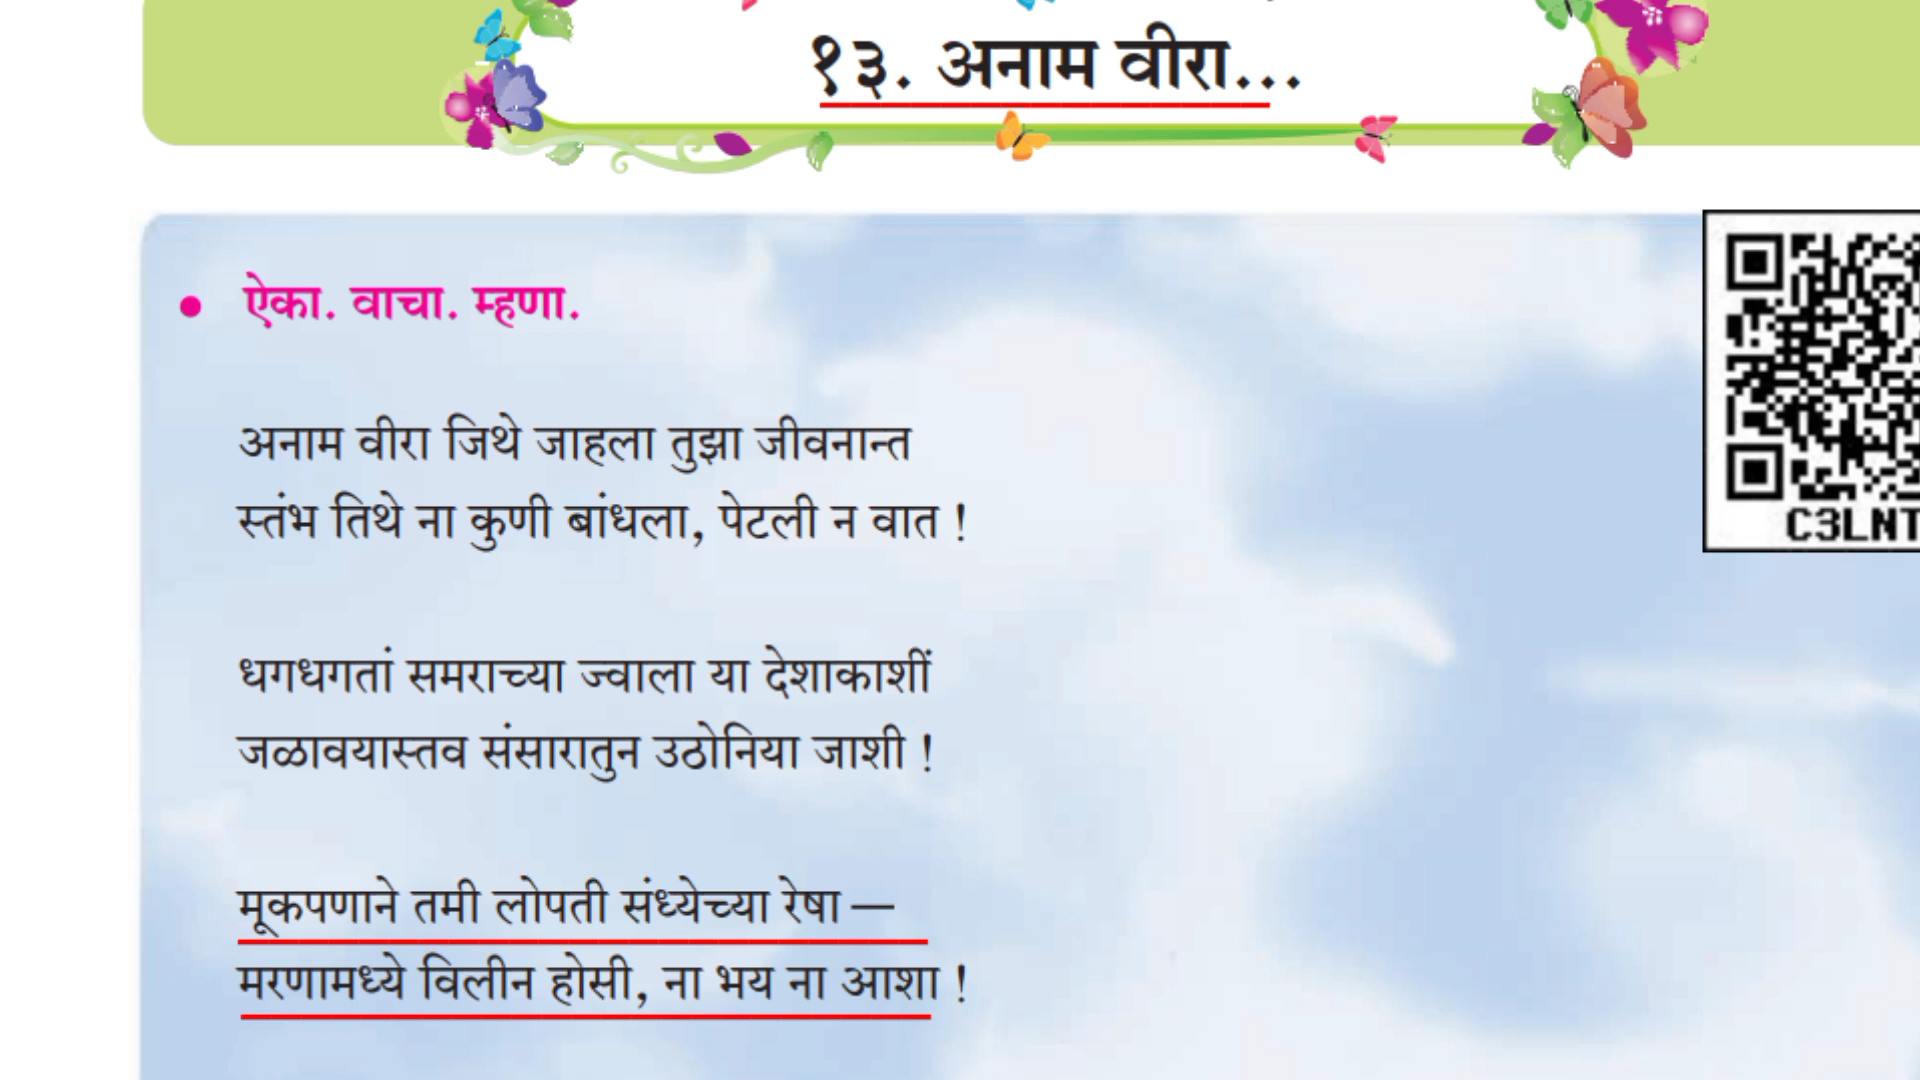 १३. अनाम वीरा...
• ऐका. वाचा. म्हणा.
अनाम वीरा जिथे जाहला तुझा जीवनान्त
स्तंभ तिथे ना कुणी बांधला, पेटली न वात !
धगधगतां समराच्या ज्वाला या देशाकाशीं
जळावयास्तव संसारातुन उठोनिया जाशी !
मूकपणाने तमी लोपती संध्येच्या रेषा —
मरणामध्ये विलीन होसी, ना भय ना आशा !
C3LNT